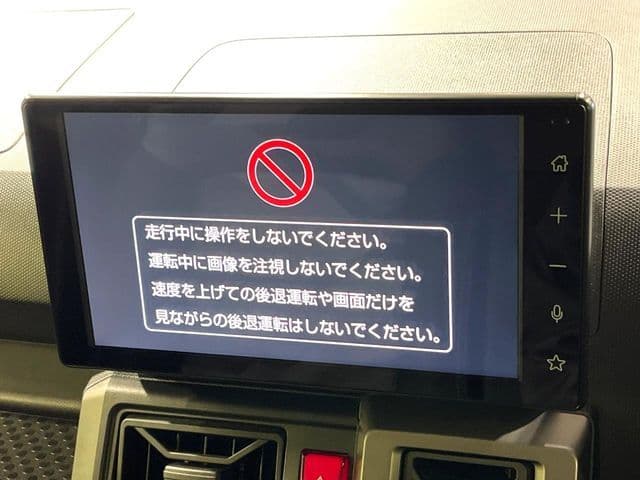 走行中に操作をしないでください。
運転中に画像を注視しないでください。
速度を上げての後退運転や画面だけを
見ながらの後退運転はしないでください。